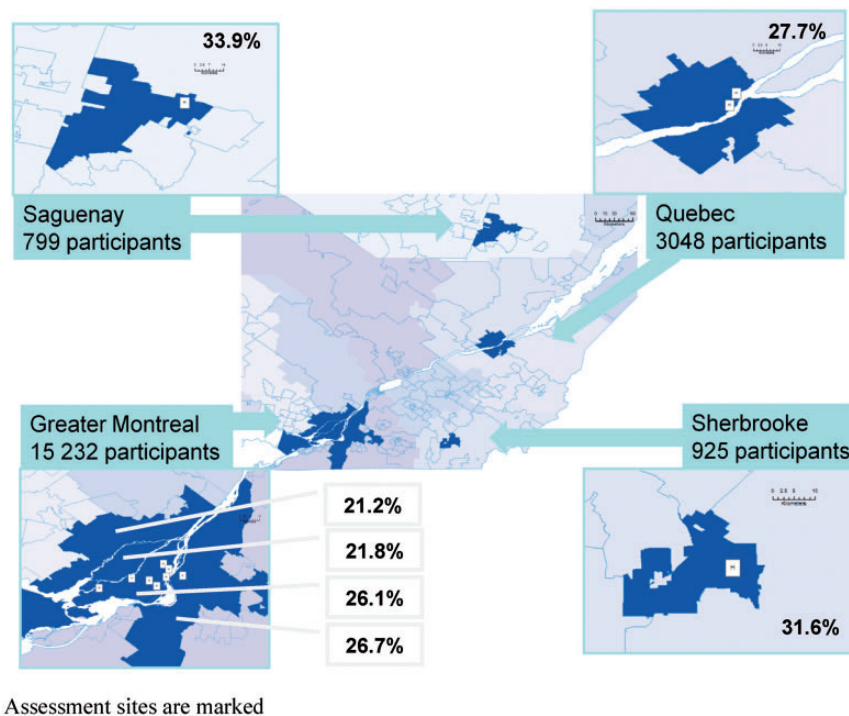 33.9%
27.7%
Saguenay
799 participants
Quebec
3048 participants
Greater Montreal
15 232 participants
Sherbrooke
925 participants
21.2%
21.8%
26.1%
26.7%
31.6%
Assessment sites are marked